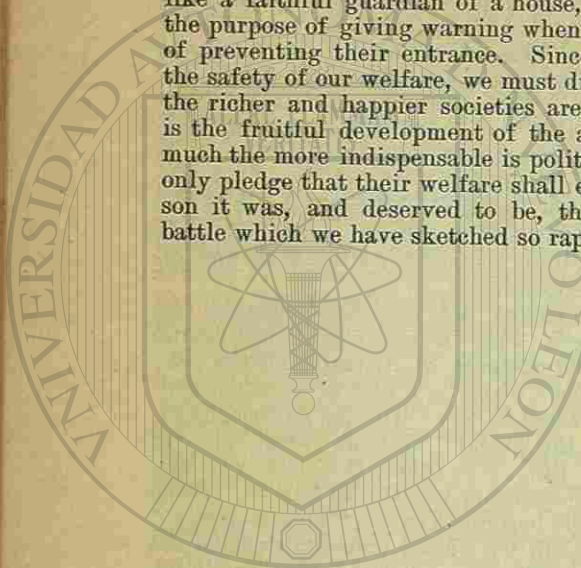 like a faithful guardian of a house,
the purpose of giving warning when
of preventing their entrance. Sinc
the safety of our welfare, we must d
the richer and happier societies are
is the fruitful development of the a
much the more indispensable is polit
only pledge that their welfare shall e
son it was, and deserved to be, th
battle which we have sketched so rap
UNIVERSIDAD A
O LEON